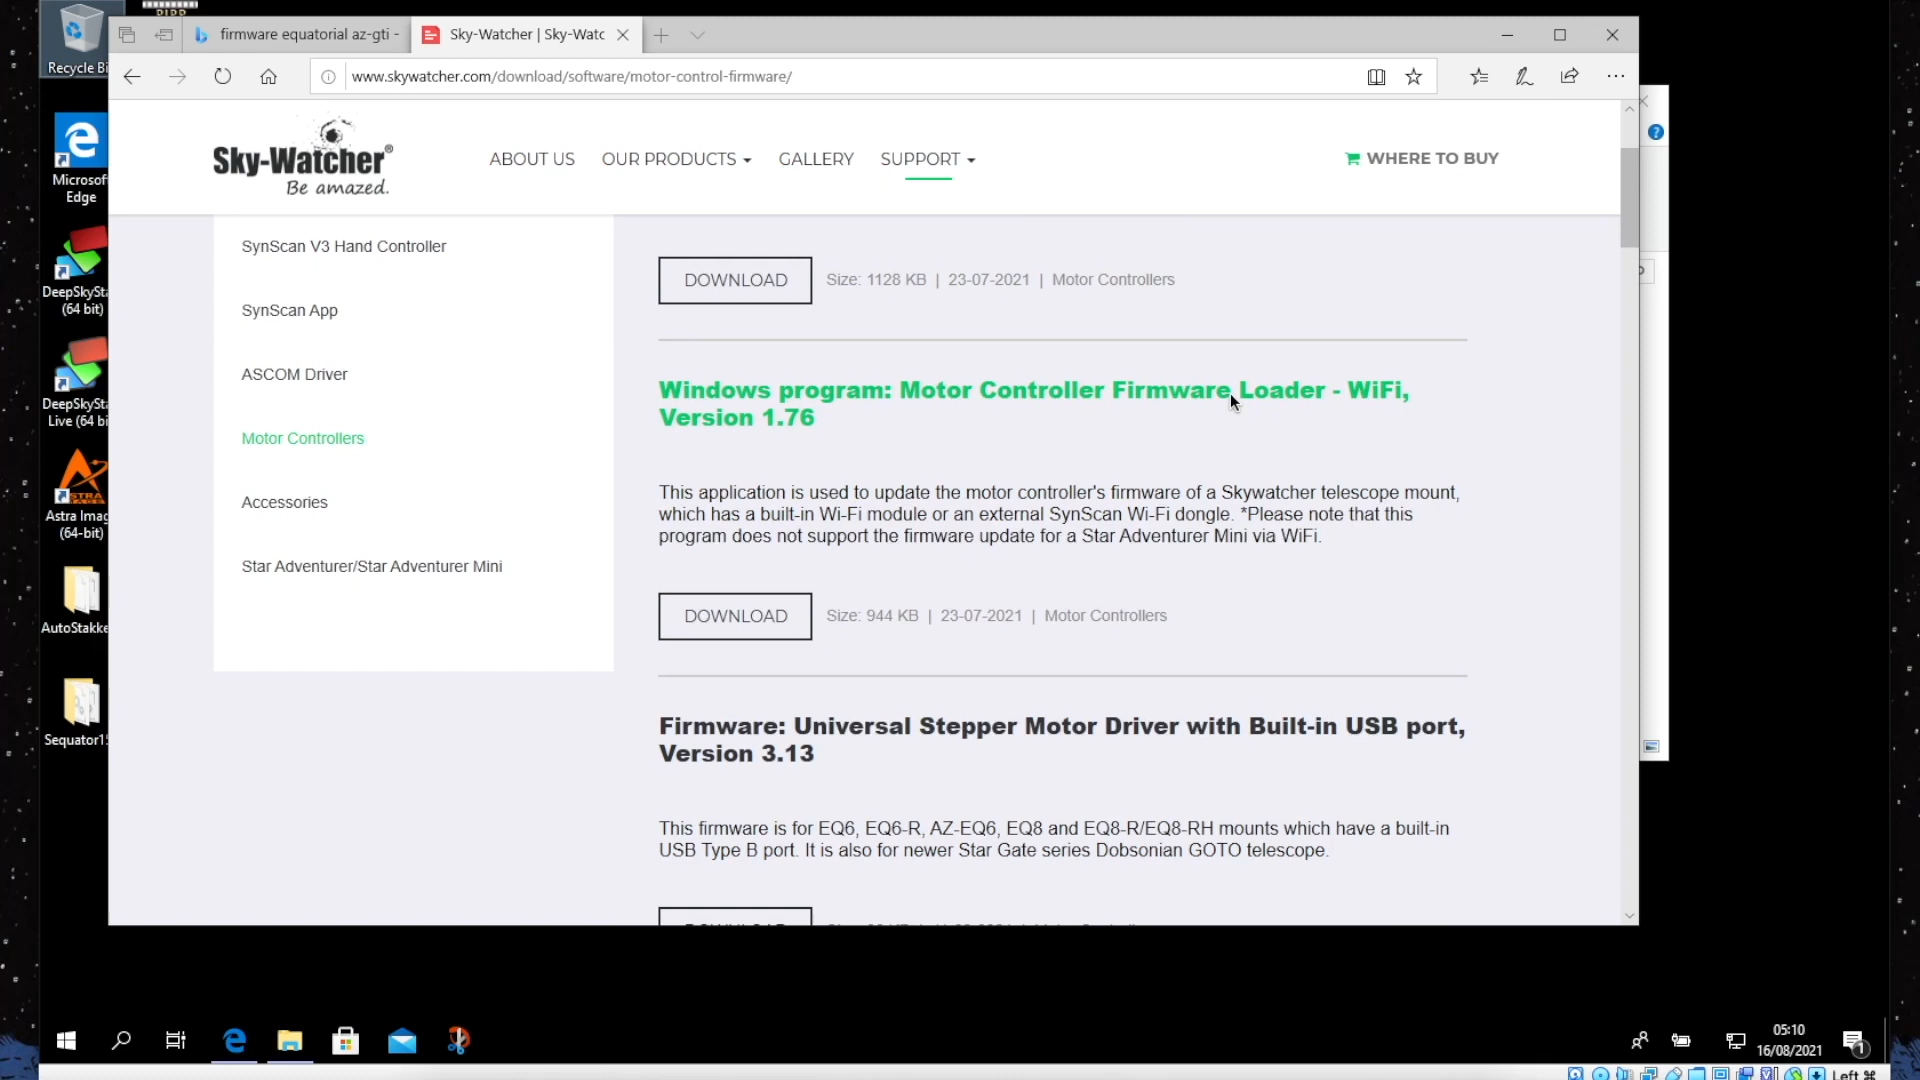 DIPP
firmware equatorial az-gti -
Sky-Watcher | Sky-Watc
www.skywatcher.com/download/software/motor-control-firmware/
Sky-Watcher®
Be amazed.
ABOUT US
OUR PRODUCTS
GALLERY
SUPPORT
WHERE TO BUY
Recycle Bi
Microsof
Edge
DeepSkySta
(64 bit)
DeepSkySta
Live (64 bi
ASTRA
IMAGE
Astra Imag
(64-bit)
AutoStakke
Sequator1
SynScan V3 Hand Controller
SynScan App
ASCOM Driver
Motor Controllers
Accessories
Star Adventurer/Star Adventurer Mini
DOWNLOAD
Size: 1128 KB | 23-07-2021 | Motor Controllers
Windows program: Motor Controller Firmware Loader - WiFi,
Version 1.76
This application is used to update the motor controller's firmware of a Skywatcher telescope mount,
which has a built-in Wi-Fi module or an external SynScan Wi-Fi dongle. *Please note that this
program does not support the firmware update for a Star Adventurer Mini via WiFi.
DOWNLOAD
Size: 944 KB | 23-07-2021 | Motor Controllers
Firmware: Universal Stepper Motor Driver with Built-in USB port,
Version 3.13
This firmware is for EQ6, EQ6-R, AZ-EQ6, EQ8 and EQ8-R/EQ8-RH mounts which have a built-in
USB Type B port. It is also for newer Star Gate series Dobsonian GOTO telescope.
05:10
16/08/2021
1
Left ⌘